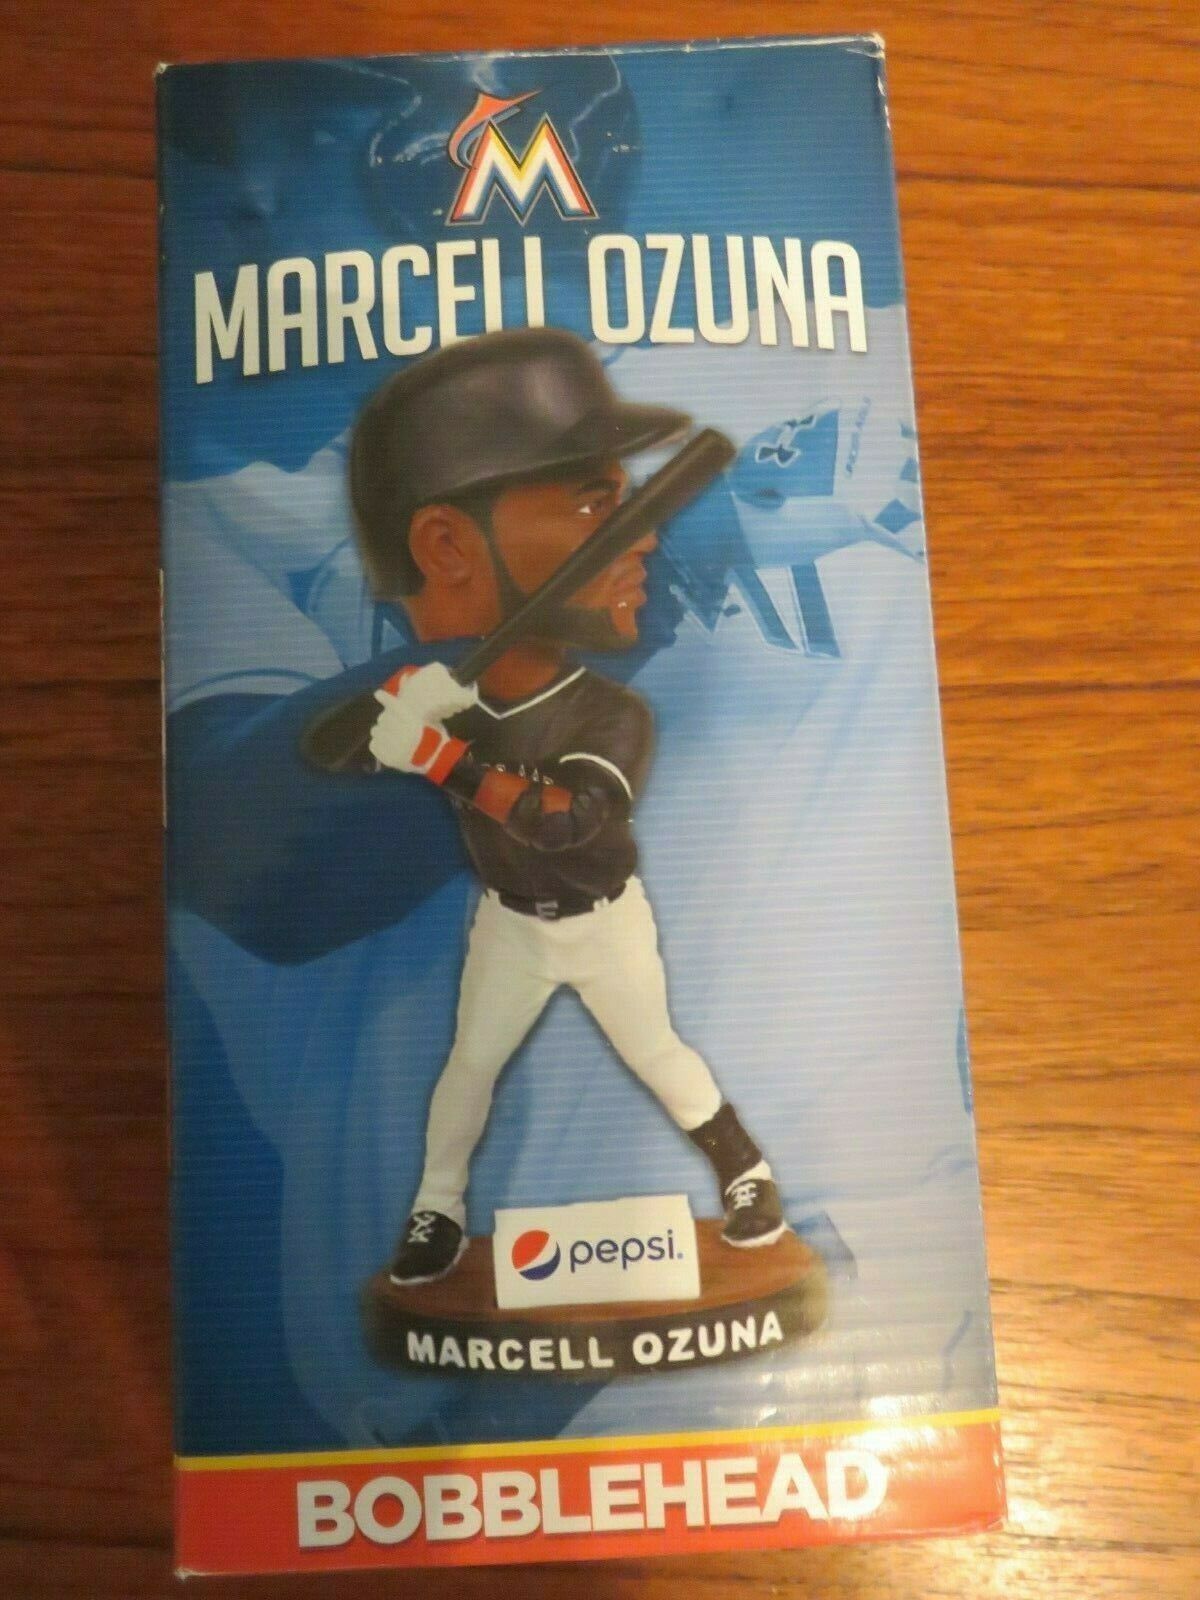 M
MARCELL OZUNA
pepsi.
MARCELL OZUNA
BOBBLEHEAD